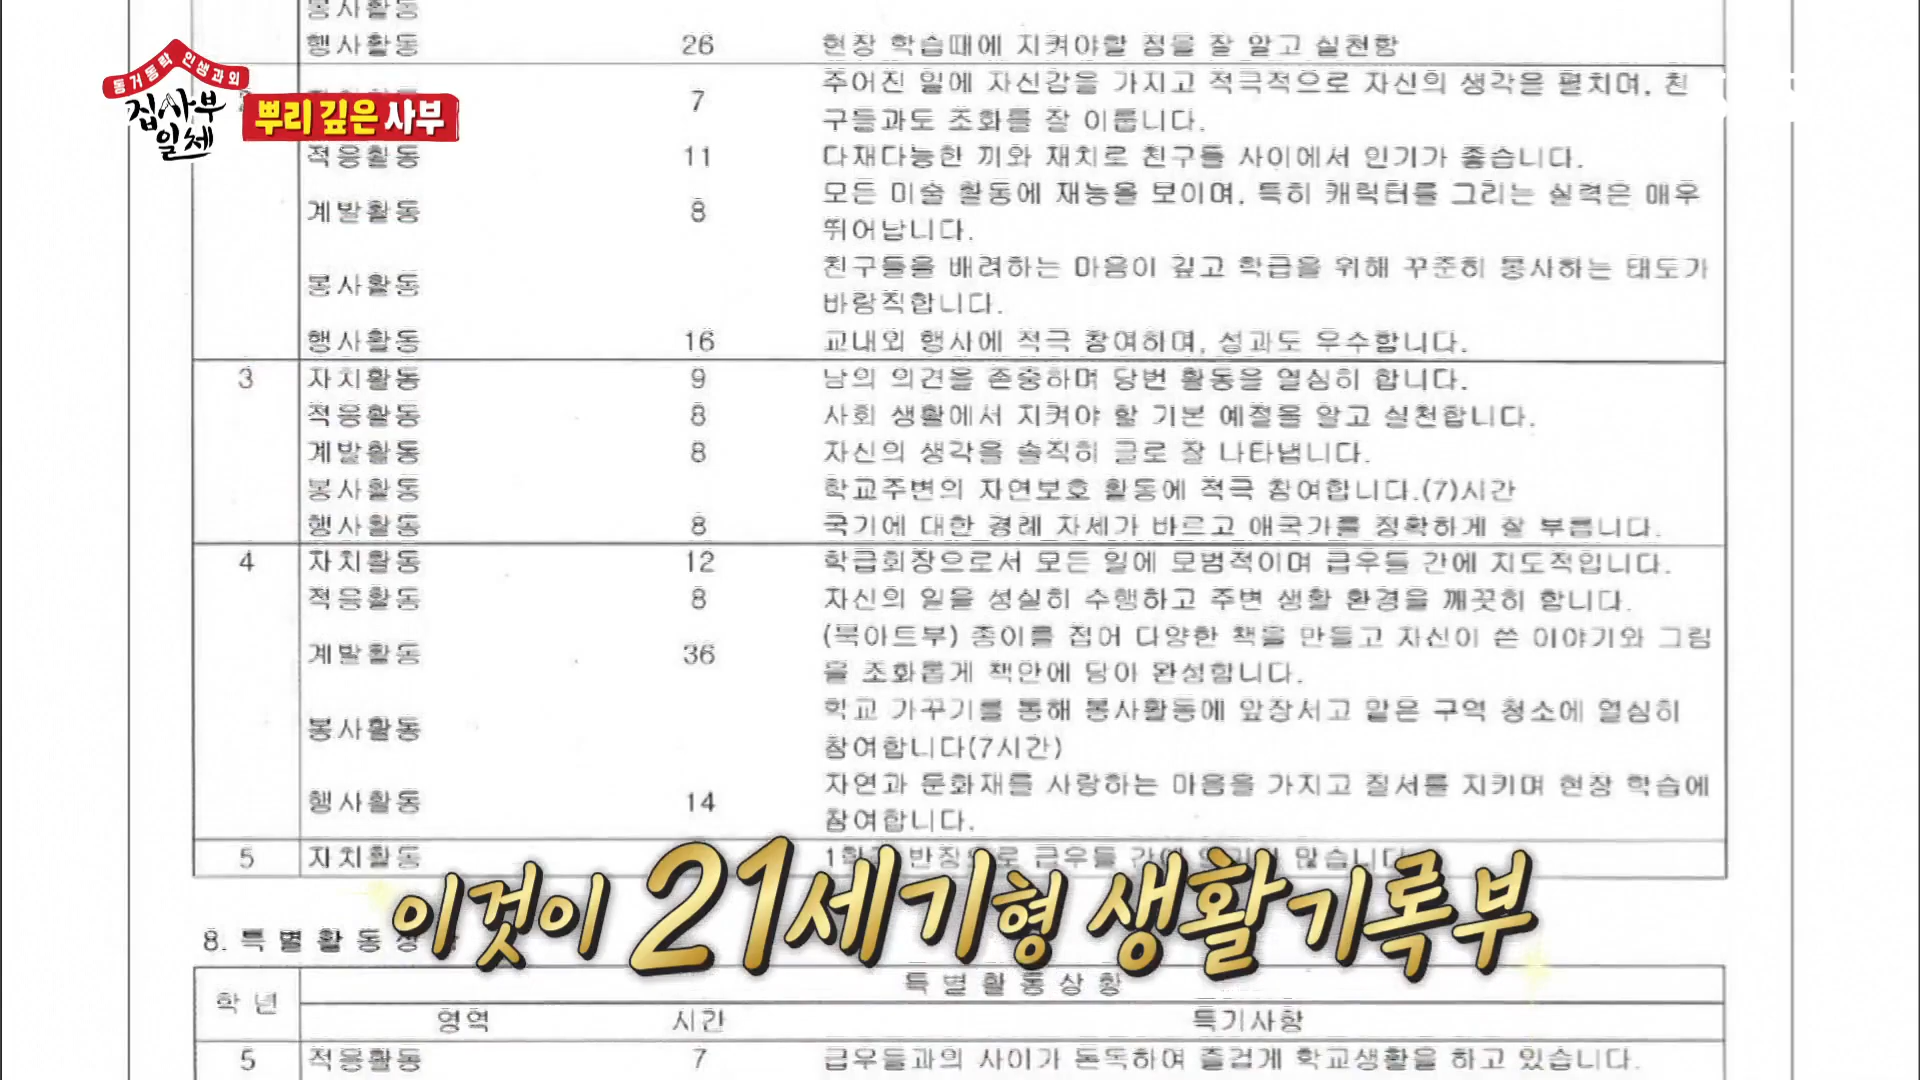 봉사활동
행사활동 26 현장 학습때에 지켜야할 점을 잘 알고 실천함
동거동락 인생과외
집사부일체
뿌리 깊은 사부
7 주어진 일에 자신감을 가지고 적극적으로 자신의 생각을 펼치며, 친
구들과도 조화를 잘 이룹니다.
적응활동 11 다재다능한 끼와 재치로 친구들 사이에서 인기가 좋습니다.
계발활동 8 모든 미술 활동에 재능을 보이며, 특히 캐릭터를 그리는 실력은 매우
뛰어납니다.
봉사활동 친구들을 배려하는 마음이 깊고 학급을 위해 꾸준히 봉사하는 태도가
바람직합니다.
행사활동 16 교내외 행사에 적극 참여하며, 성과도 우수합니다.
3 자치활동 9 남의 의견을 존중하며 당번 활동을 열심히 합니다.
적응활동 8 사회 생활에서 지켜야 할 기본 예절을 알고 실천합니다.
계발활동 8 자신의 생각을 솔직히 글로 잘 나타냅니다.
봉사활동 학교주변의 자연보호 활동에 적극 참여합니다.(7)시간
행사활동 8 국기에 대한 경례 자세가 바르고 애국가를 정확하게 잘 부릅니다.
4 자치활동 12 학급회장으로서 모든 일에 모범적이며 급우들 간에 지도적입니다.
적응활동 8 자신의 일을 성실히 수행하고 주변 생활 환경을 깨끗히 합니다.
계발활동 36 (북아트부) 종이를 접어 다양한 책을 만들고 자신이 쓴 이야기와 그림
을 조화롭게 책안에 담아 완성합니다.
봉사활동 학교 가꾸기를 통해 봉사활동에 앞장서고 맡은 구역 청소에 열심히
참여합니다(7시간)
행사활동 14 자연과 문화재를 사랑하는 마음을 가지고 질서를 지키며 현장 학습에
참여합니다.
5 자치활동 반장으로 급우들 간에 많습니다
이것이 21세기형 생활기록부
8. 특별활동
학년 특별활동상황
영역 시간 특기사항
5 적응활동 7 급우들과의 사이가 돈독하여 즐겁게 학교생활을 하고 있습니다.